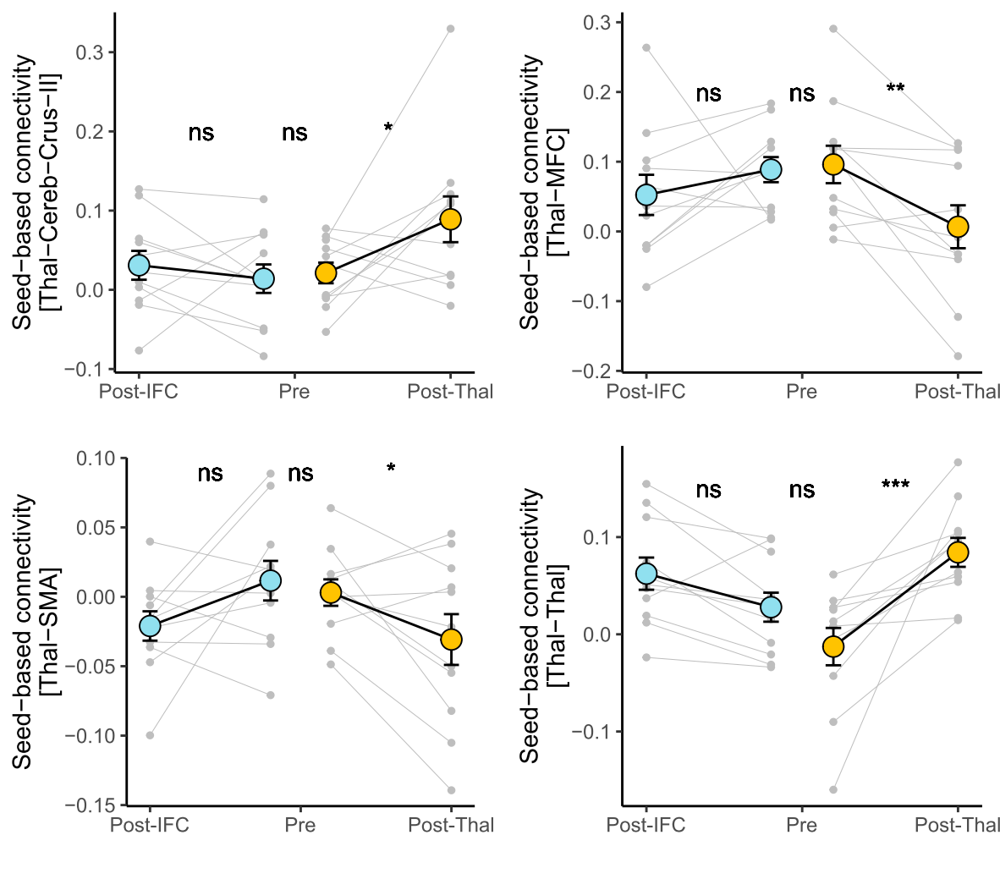 Seed−based connectivity
[Thal−Cereb−Crus−II]
0.3
0.2
0.1
0.0
−0.1
ns
ns
*
Post-IFC
Pre
Post-Thal
Seed−based connectivity
[Thal−MFC]
0.3
0.2
0.1
0.0
−0.1
−0.2
ns
ns
**
Post-IFC
Pre
Post-Thal
Seed−based connectivity
[Thal−SMA]
0.10
0.05
0.00
−0.05
−0.10
−0.15
ns
ns
*
Post-IFC
Pre
Post-Thal
Seed−based connectivity
[Thal−Thal]
0.1
0.0
−0.1
ns
ns
***
Post-IFC
Pre
Post-Thal